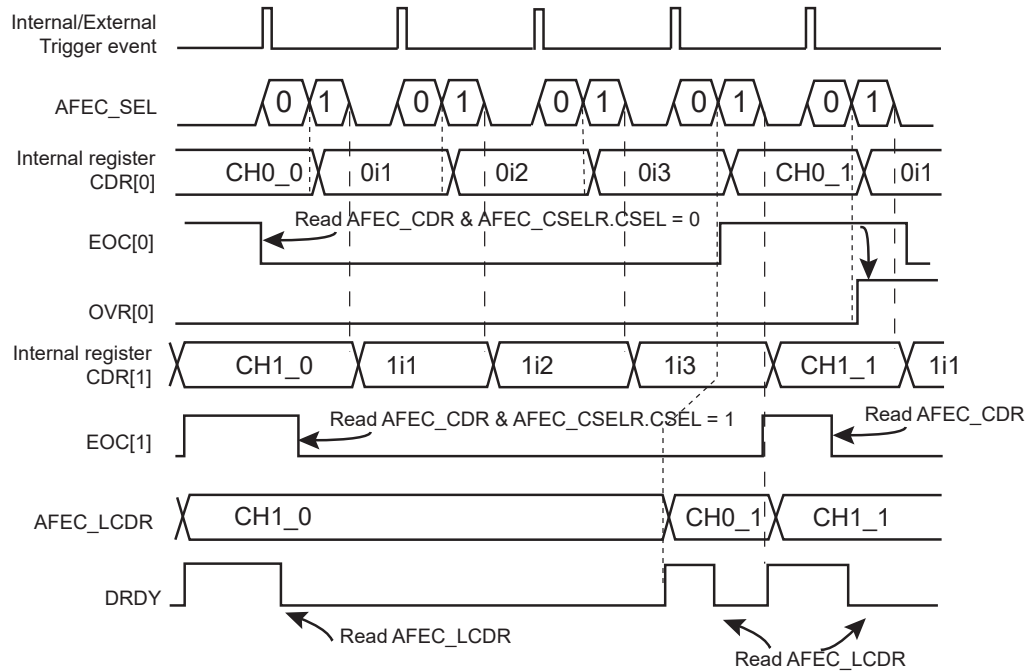 Internal/External
Trigger event
AFEC_SEL
0 1 0 1 0 1 0 1 0 1
Internal register
CDR[0]
CH0_0 0i1 0i2 0i3 CH0_1 0i1
Read AFEC_CDR & AFEC_CSELR.CSEL = 0
EOC[0]
OVR[0]
Internal register
CDR[1]
CH1_0 1i1 1i2 1i3 CH1_1 1i1
Read AFEC_CDR & AFEC_CSELR.CSEL = 1
Read AFEC_CDR
EOC[1]
AFEC_LCDR
CH1_0 CH0_1 CH1_1
DRDY
Read AFEC_LCDR
Read AFEC_LCDR